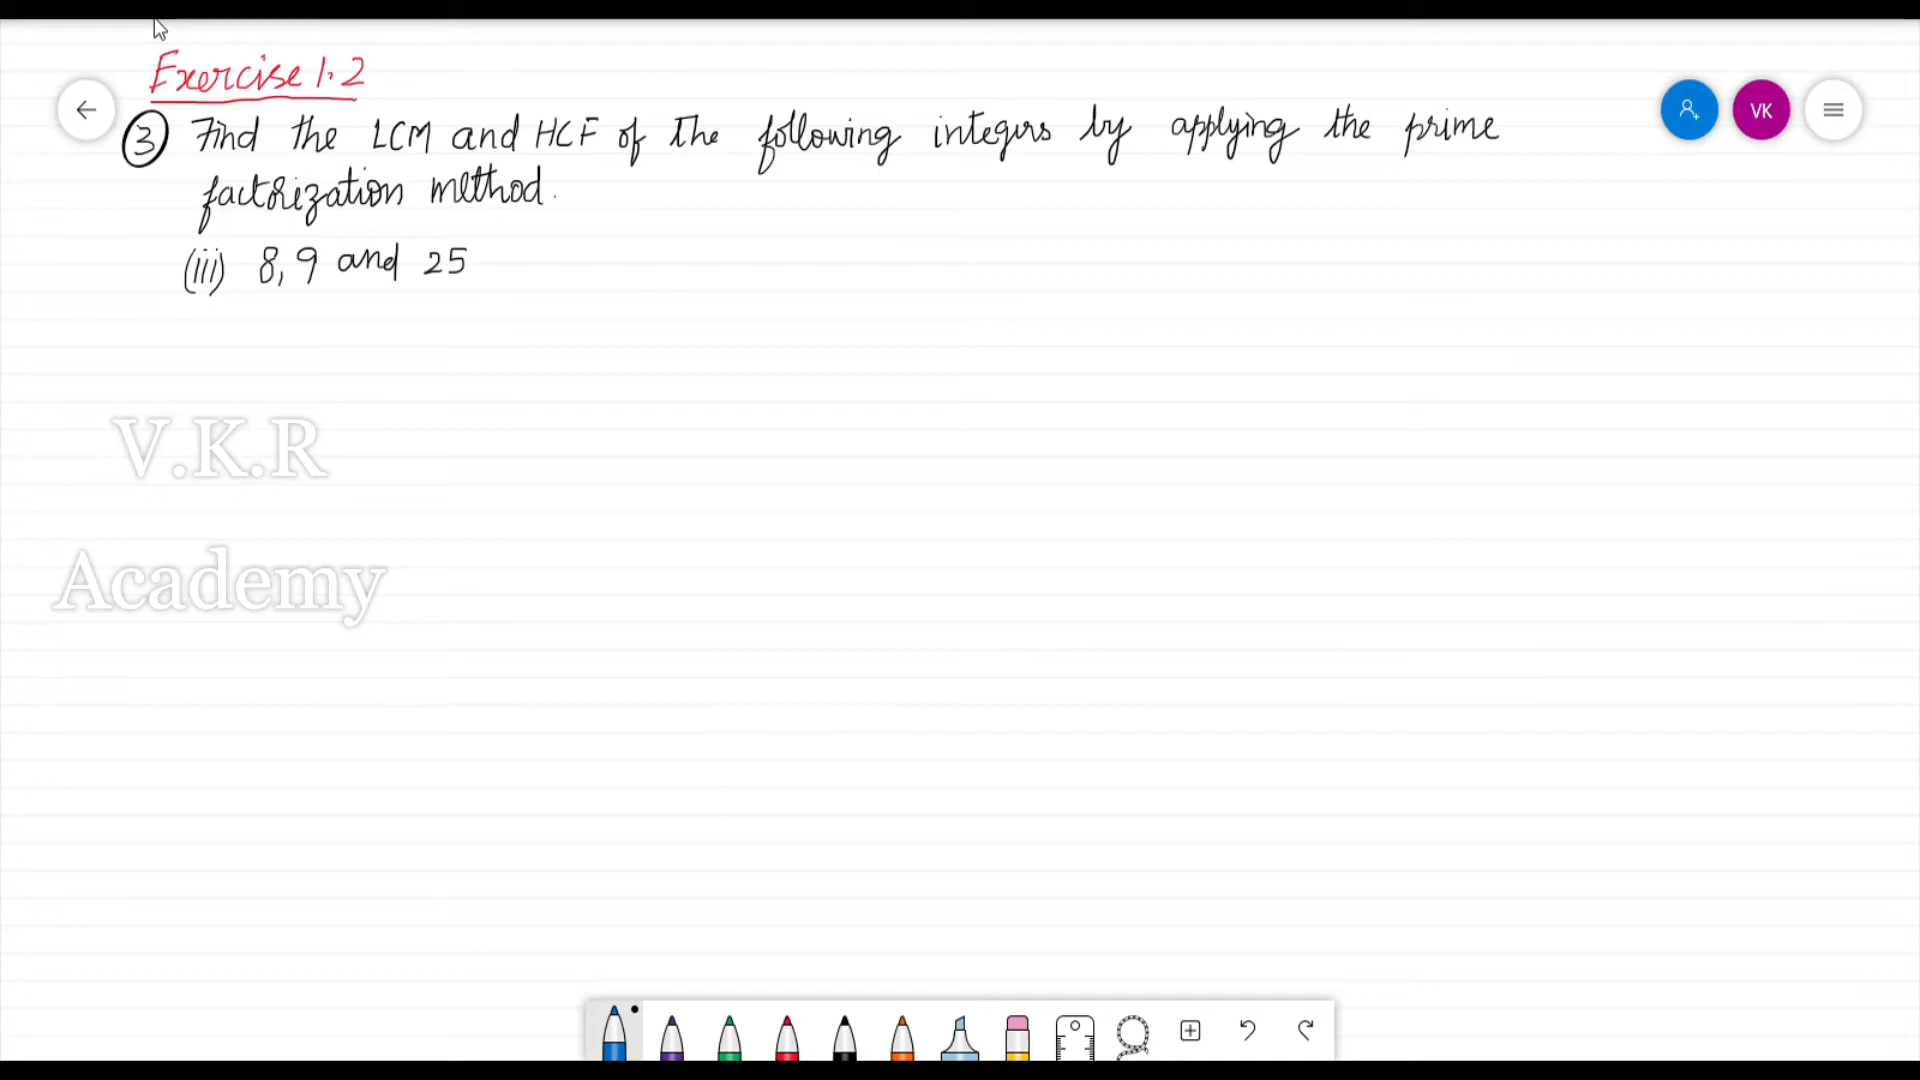 Exercise 1.2
VK
③ Find the LCM and HCF of the following integers by applying the prime
factorization method.
(iii) 8, 9 and 25
V.K.R
Academy